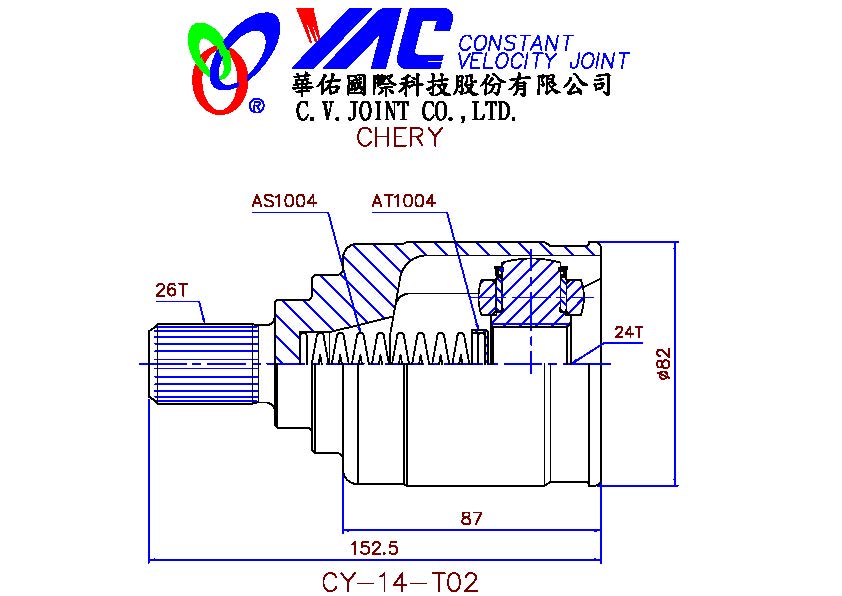 YAC CONSTANT
VELOCITY JOINT
®
華佑國際科技股份有限公司
C.V.JOINT CO.,LTD.
CHERY
AS1004
AT1004
26T
24T
ø82
87
152.5
CY-14-T02